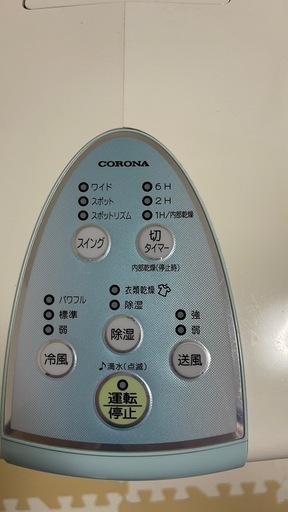 CORONA
ワイド
スポット
スポットリズム
6H
2H
1H/内部乾燥
スイング
切
タイマー
内部乾燥(停止時)
パワフル
標準
弱
衣類乾燥
除湿
強
弱
冷風
除湿
送風
♪満水(点滅)
運転
停止